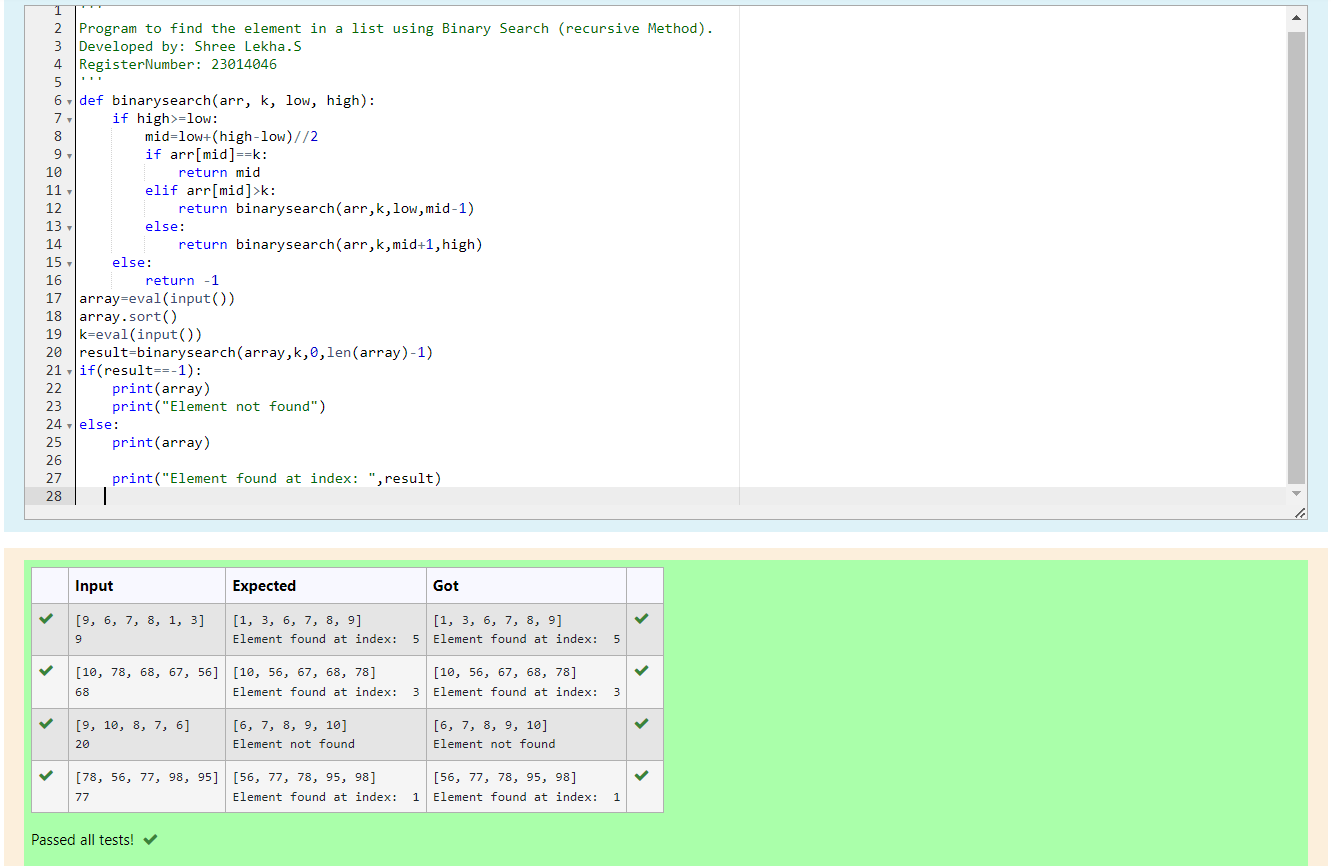 1 '''
2 Program to find the element in a list using Binary Search (recursive Method).
3 Developed by: Shree Lekha.S
4 RegisterNumber: 23014046
5 '''
6 def binarysearch(arr, k, low, high):
7     if high>=low:
8         mid=low+(high-low)//2
9         if arr[mid]==k:
10             return mid
11         elif arr[mid]>k:
12             return binarysearch(arr,k,low,mid-1)
13         else:
14             return binarysearch(arr,k,mid+1,high)
15     else:
16         return -1
17 array=eval(input())
18 array.sort()
19 k=eval(input())
20 result=binarysearch(array,k,0,len(array)-1)
21 if(result==-1):
22     print(array)
23     print("Element not found")
24 else:
25     print(array)
26
27     print("Element found at index: ",result)
28
Input Expected Got
[9, 6, 7, 8, 1, 3] [1, 3, 6, 7, 8, 9] [1, 3, 6, 7, 8, 9]
9 Element found at index:  5 Element found at index:  5
[10, 78, 68, 67, 56] [10, 56, 67, 68, 78] [10, 56, 67, 68, 78]
68 Element found at index:  3 Element found at index:  3
[9, 10, 8, 7, 6] [6, 7, 8, 9, 10] [6, 7, 8, 9, 10]
20 Element not found Element not found
[78, 56, 77, 98, 95] [56, 77, 78, 95, 98] [56, 77, 78, 95, 98]
77 Element found at index:  1 Element found at index:  1
Passed all tests!